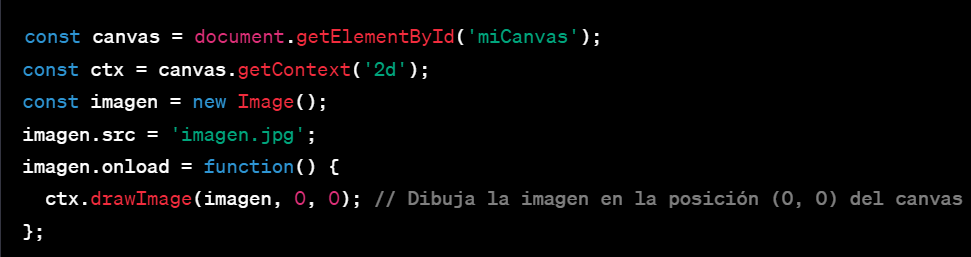 const canvas = document.getElementById('miCanvas');
const ctx = canvas.getContext('2d');
const imagen = new Image();
imagen.src = 'imagen.jpg';
imagen.onload = function() {
  ctx.drawImage(imagen, 0, 0); // Dibuja la imagen en la posición (0, 0) del canvas
};